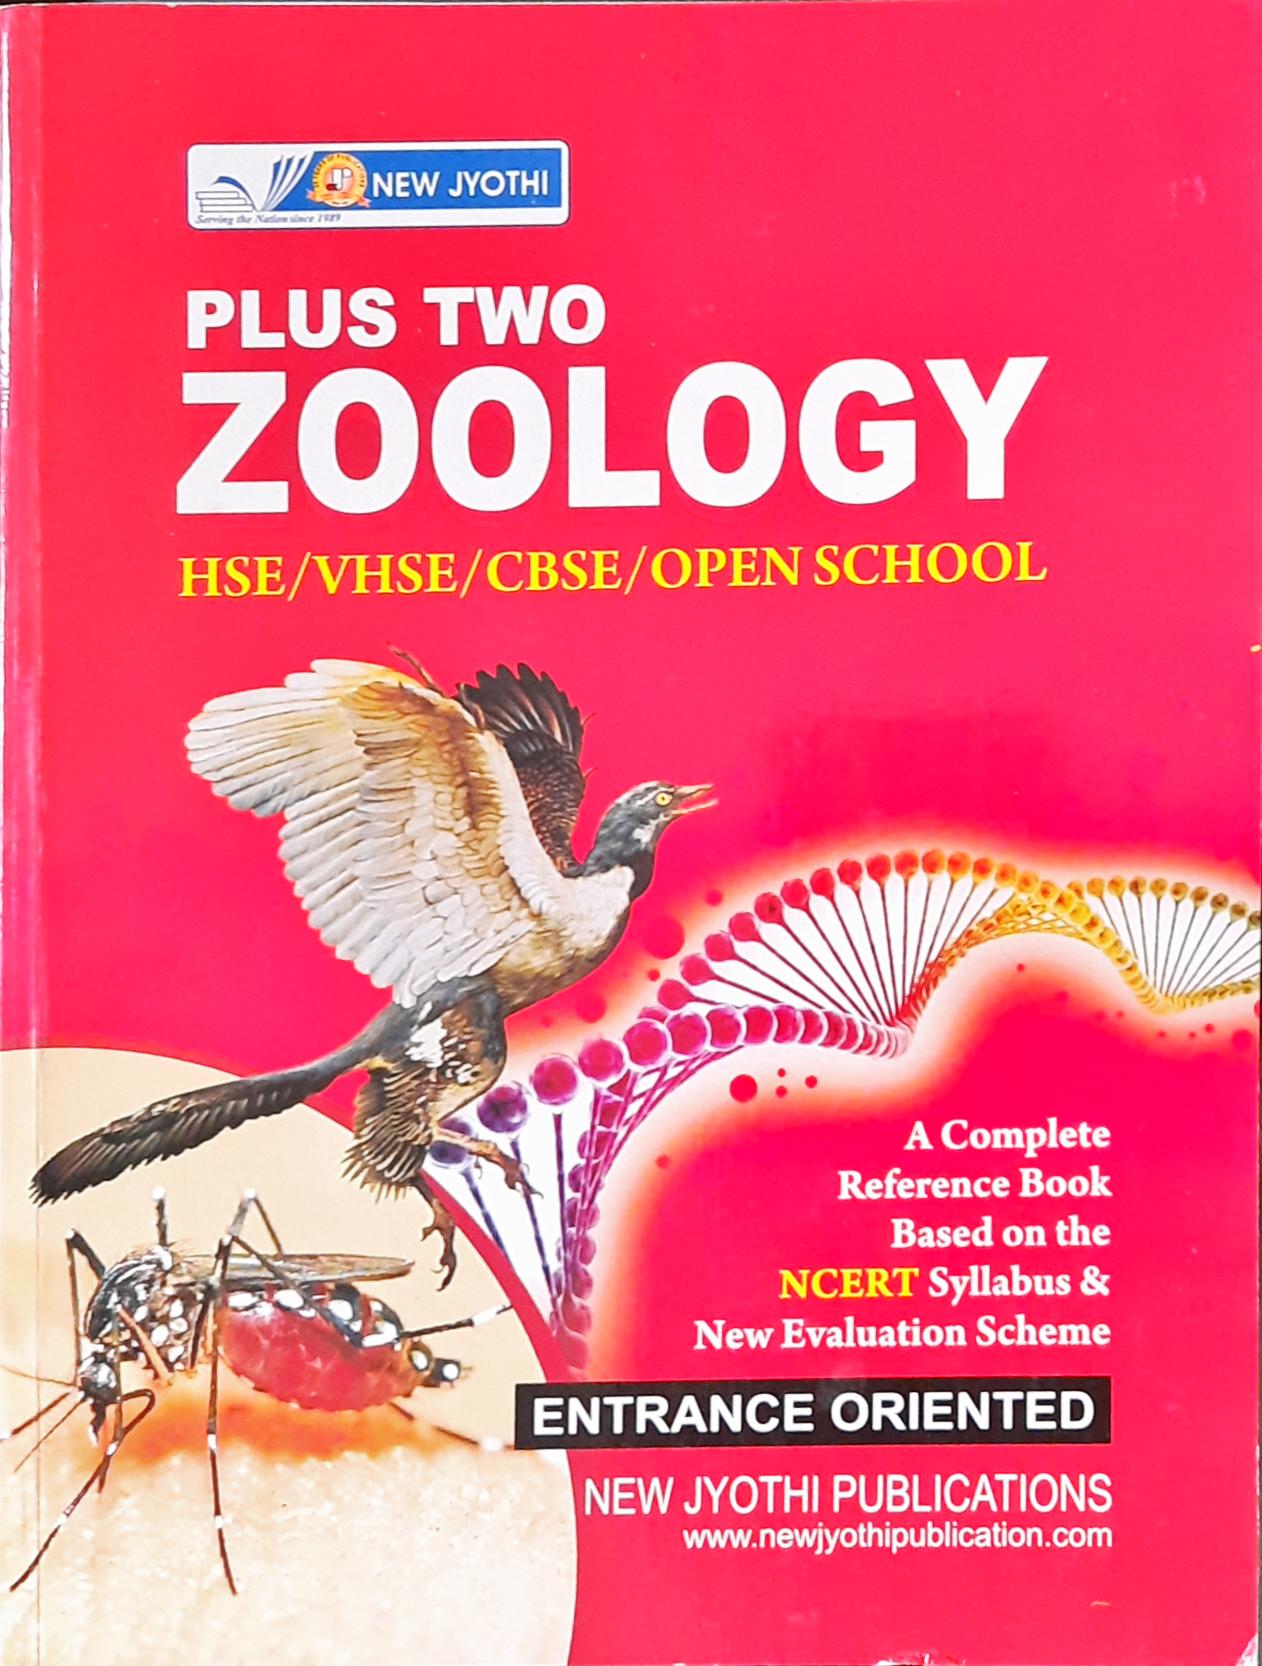 NEW JYOTHI
Serving the Nation since 1989
PLUS TWO
ZOOLOGY
HSE/VHSE/CBSE/OPEN SCHOOL
A Complete
Reference Book
Based on the
NCERT Syllabus &
New Evaluation Scheme
ENTRANCE ORIENTED
NEW JYOTHI PUBLICATIONS
www.newjyothipublication.com